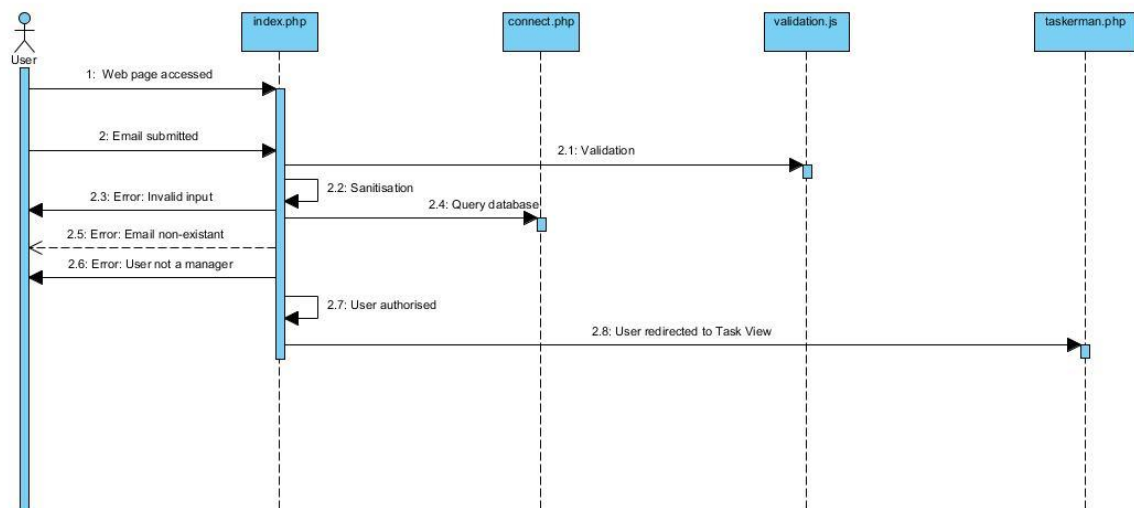 index.php
connect.php
validation.js
taskerman.php
User
1: Web page accessed
2: Email submitted
2.1: Validation
2.2: Sanitisation
2.3: Error: Invalid input
2.4: Query database
2.5: Error: Email non-existant
2.6: Error: User not a manager
2.7: User authorised
2.8: User redirected to Task View